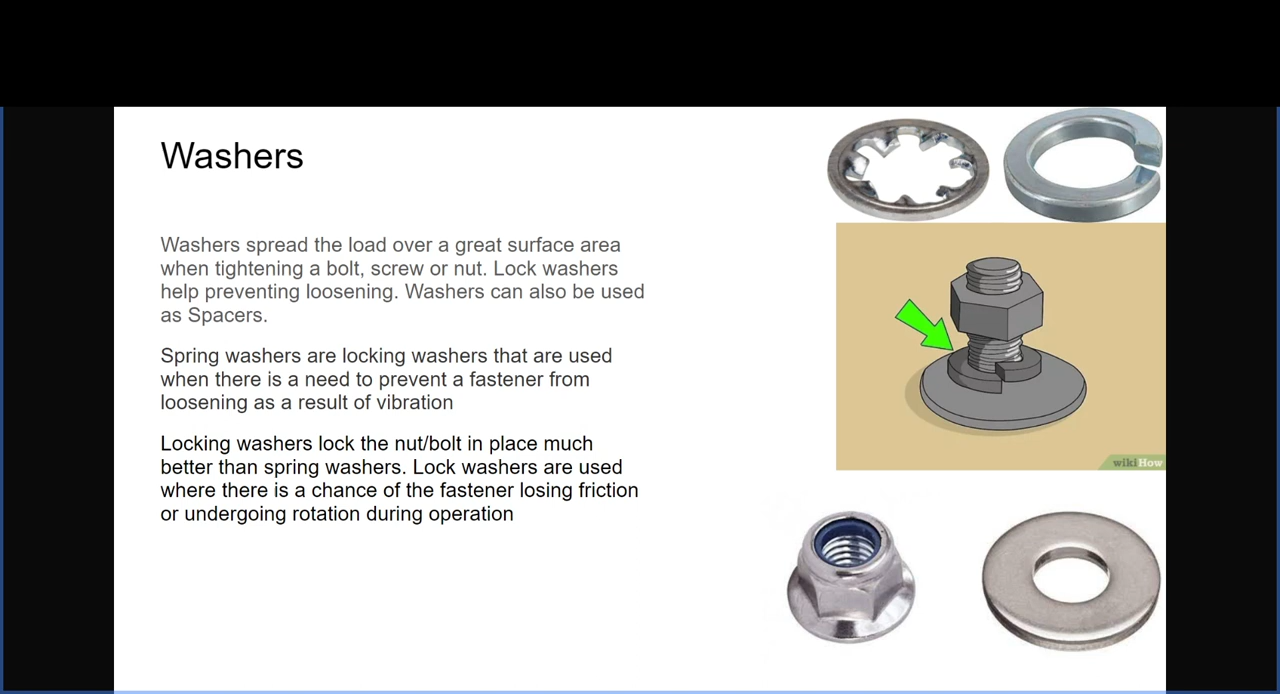 Washers
Washers spread the load over a great surface area
when tightening a bolt, screw or nut. Lock washers
help preventing loosening. Washers can also be used
as Spacers.
Spring washers are locking washers that are used
when there is a need to prevent a fastener from
loosening as a result of vibration
Locking washers lock the nut/bolt in place much
better than spring washers. Lock washers are used
where there is a chance of the fastener losing friction
or undergoing rotation during operation
wikiHow